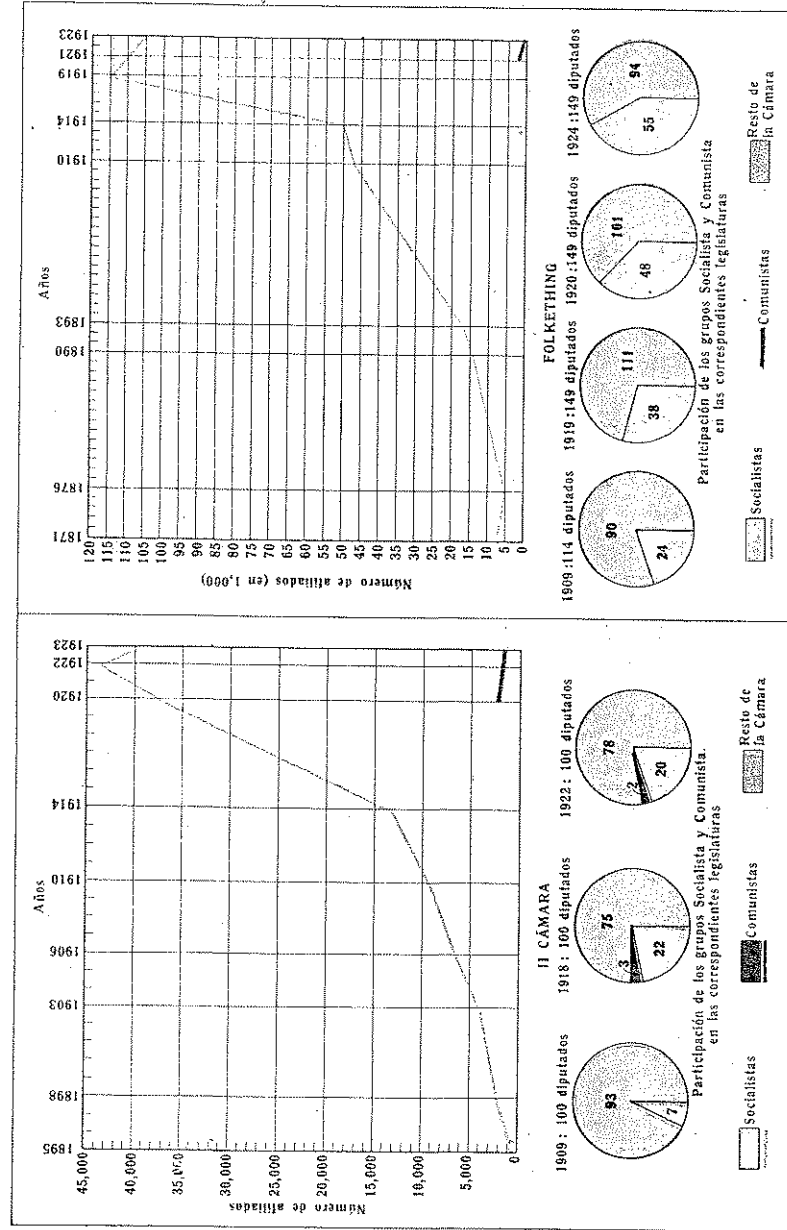 Años
1895
1898
1903
1906
1910
1914
1920
1922
1923
Número de afiliados
45,000
40,000
35,000
30,000
25,000
20,000
15,000
10,000
5,000
0
II CÁMARA
1909 : 100 diputados
1918 : 100 diputados
1922 : 100 diputados
93
7
75
3
22
78
2
20
Participación de los grupos Socialista y Comunista.
en las correspondientes legislaturas
Socialistas
Comunistas
Resto de
la Cámara
Años
1871
1876
1890
1893
1910
1914
1919
1921
1923
Número de afiliados (en 1,000)
120
115
110
105
100
95
90
85
80
75
70
65
60
55
50
45
40
35
30
25
20
15
10
5
0
FOLKETHING
1909 : 114 diputados
1919 : 149 diputados
1920 : 149 diputados
1924 : 149 diputados
90
24
111
38
101
48
94
55
Participación de los grupos Socialista y Comunista
en las correspondientes legislaturas
Socialistas
Comunistas
Resto de
la Cámara